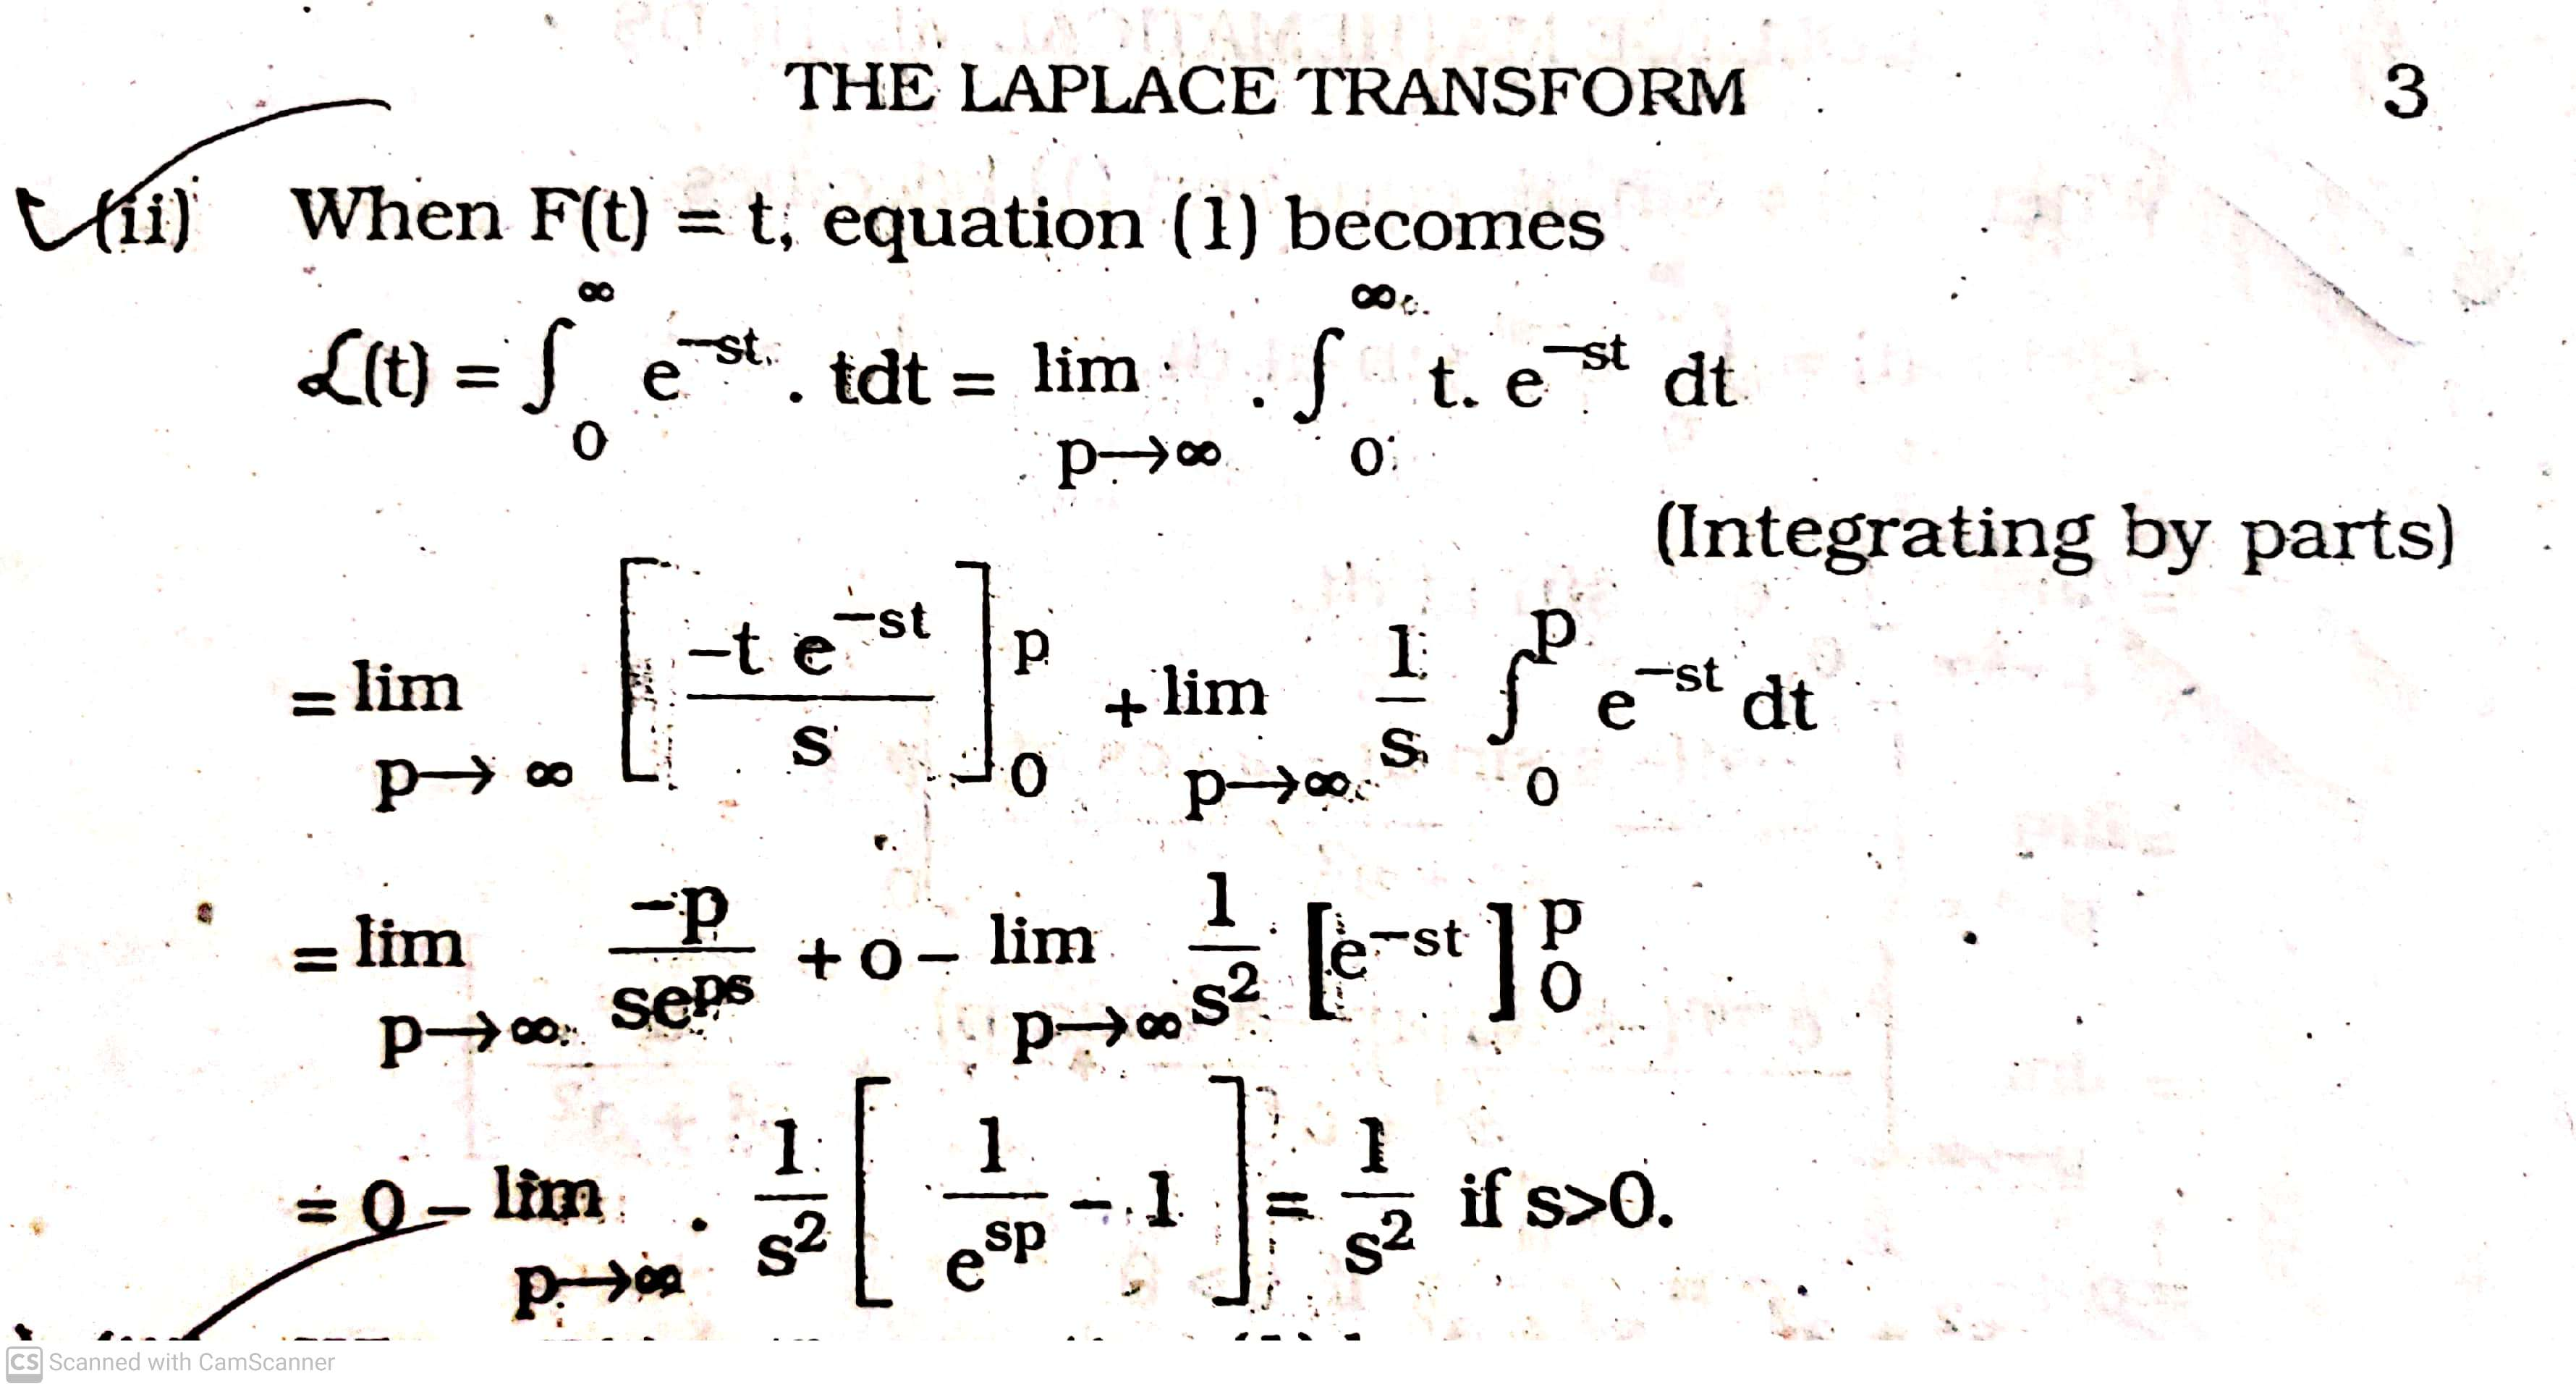 THE LAPLACE TRANSFORM 3
(ii) When F(t) = t, equation (1) becomes
ℒ(t) = ∫₀^∞ e^{–st} . tdt = lim_{p→∞} . ∫₀^∞ t. e^{–st} dt
(Integrating by parts)
= lim_{p→∞} [ –t e^{–st} / s ]₀^p + lim_{p→∞} 1/s ∫₀^p e^{–st} dt
= lim_{p→∞} –p / se^{ps} + 0 – lim_{p→∞} 1/s² [e^{–st}]₀^p
= 0 – lim_{p→∞} . 1/s² [ 1/e^{sp} – 1 ] = 1/s² if s>0.
CS Scanned with CamScanner